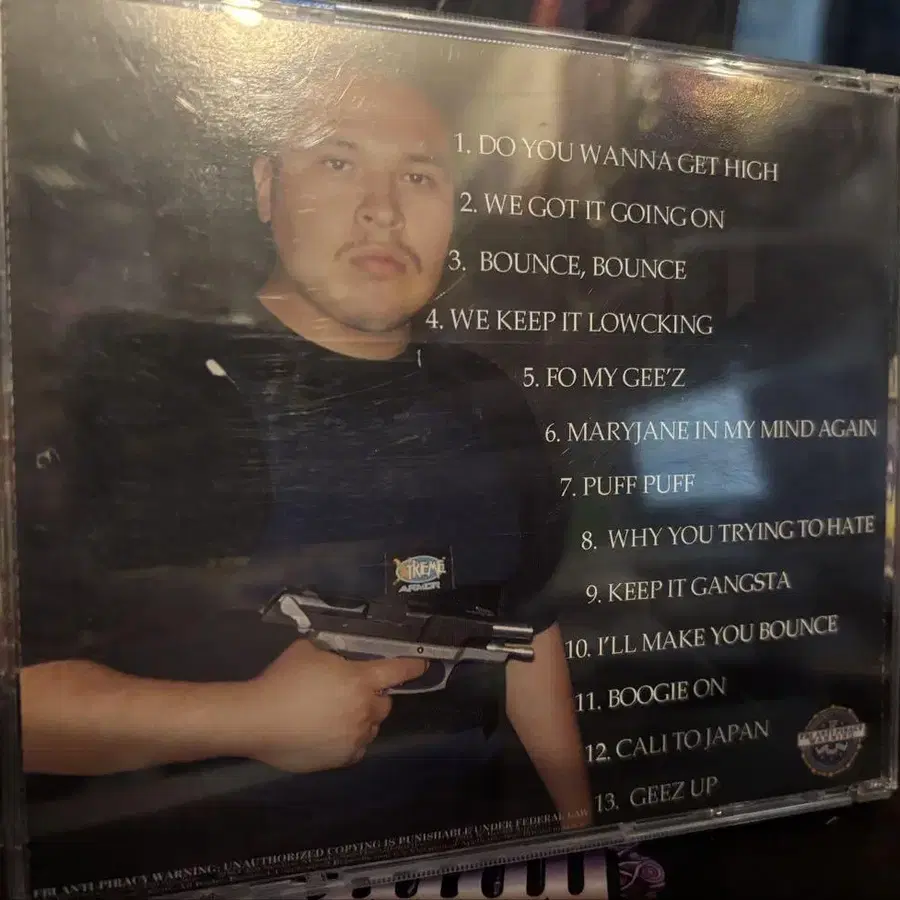 1. DO YOU WANNA GET HIGH
2. WE GOT IT GOING ON
3. BOUNCE, BOUNCE
4. WE KEEP IT LOWCKING
5. FO MY GEE'Z
6. MARYJANE IN MY MIND AGAIN
7. PUFF PUFF
8. WHY YOU TRYING TO HATE
9. KEEP IT GANGSTA
10. I'LL MAKE YOU BOUNCE
11. BOOGIE ON
12. CALI TO JAPAN
13. GEEZ UP
XTREME
ARMOR
FBI ANTI-PIRACY WARNING: UNAUTHORIZED COPYING IS PUNISHABLE UNDER FEDERAL LAW